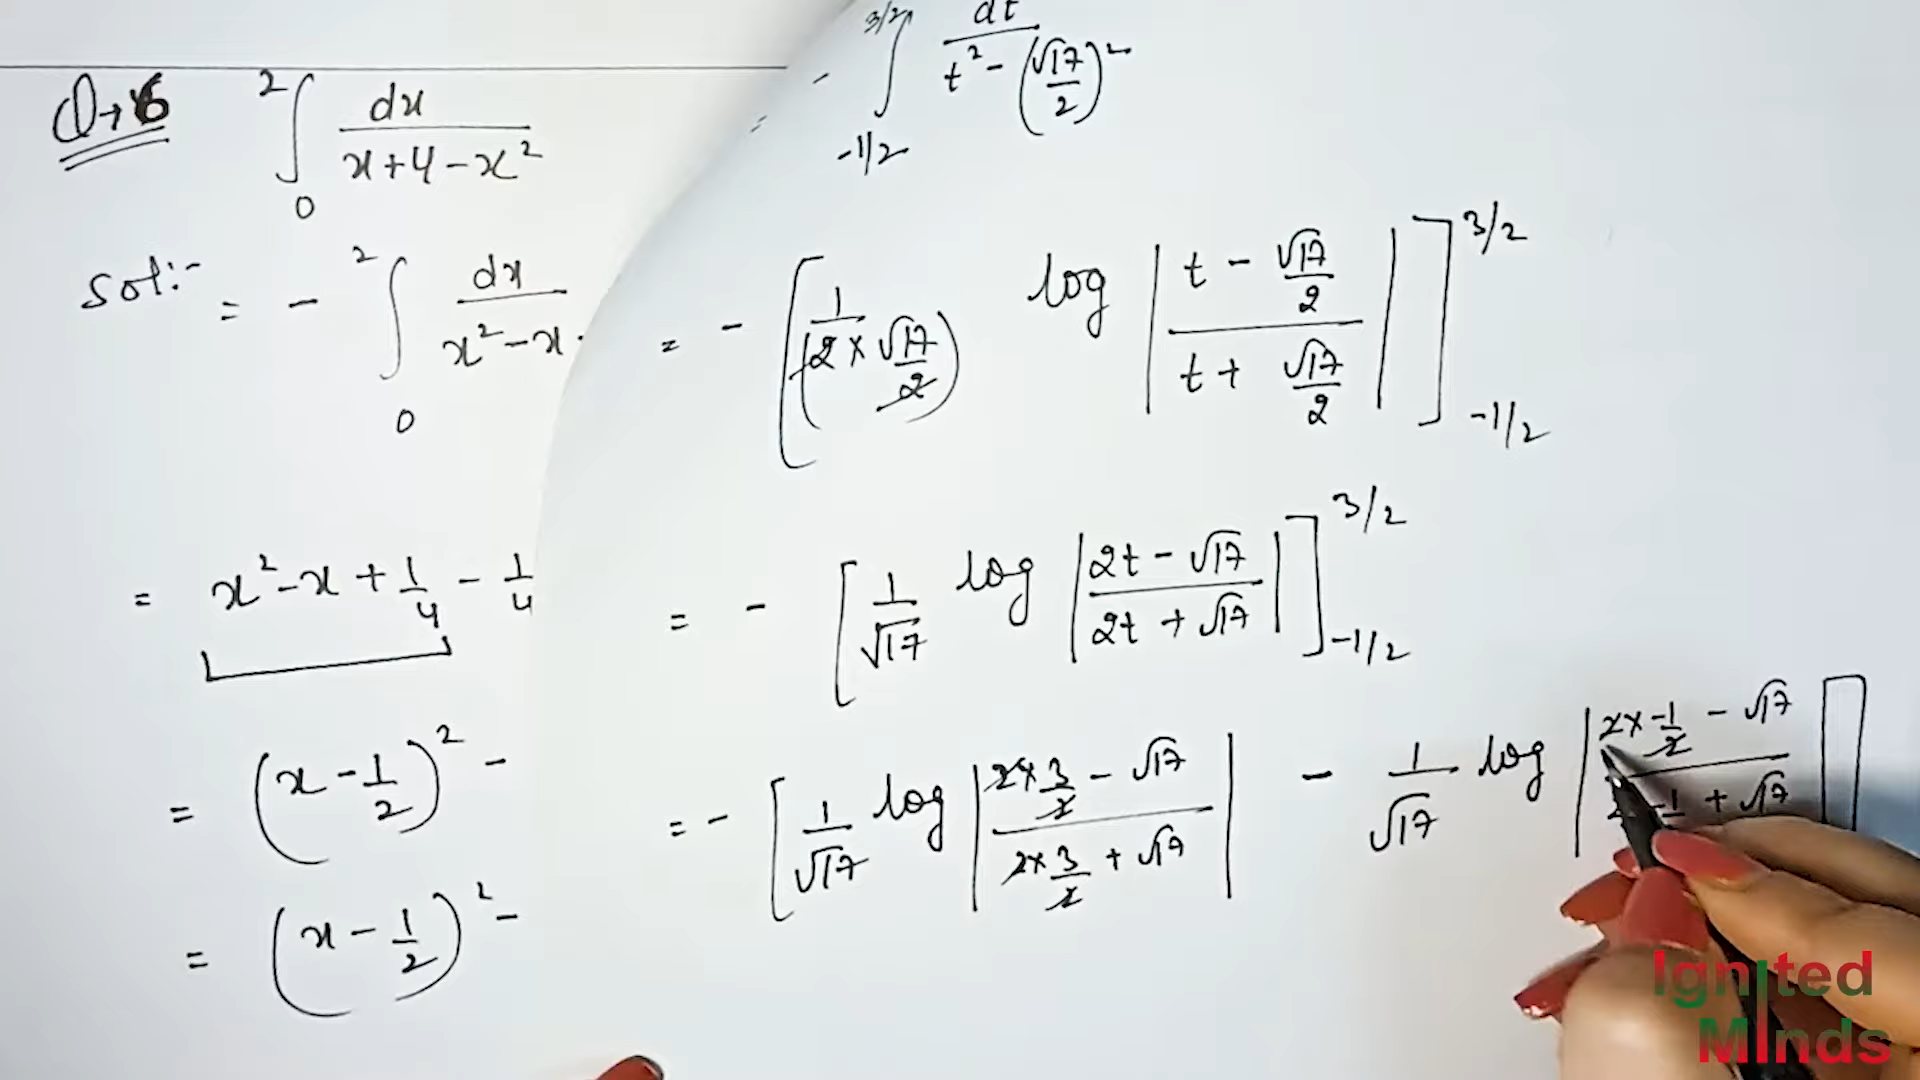 Q→6 ∫₀² dx / (x+4-x²)
Sol:- = - ∫₀² dx / (x²-x.
= x²-x+1/4 - 1/4
= (x-1/2)² -
= (x-1/2)² -
= - ∫_{-1/2}^{3/2} dt / (t² - (√17/2)²)
= - [1/(2×√17/2) log |(t - √17/2) / (t + √17/2)|]_{-1/2}^{3/2}
= - [1/√17 log |(2t - √17) / (2t + √17)|]_{-1/2}^{3/2}
= - [1/√17 log |(2×3/2 - √17) / (2×3/2 + √17)| - 1/√17 log |(2×-1/2 - √17) / (-1 + √17)|]
Ignited
Minds